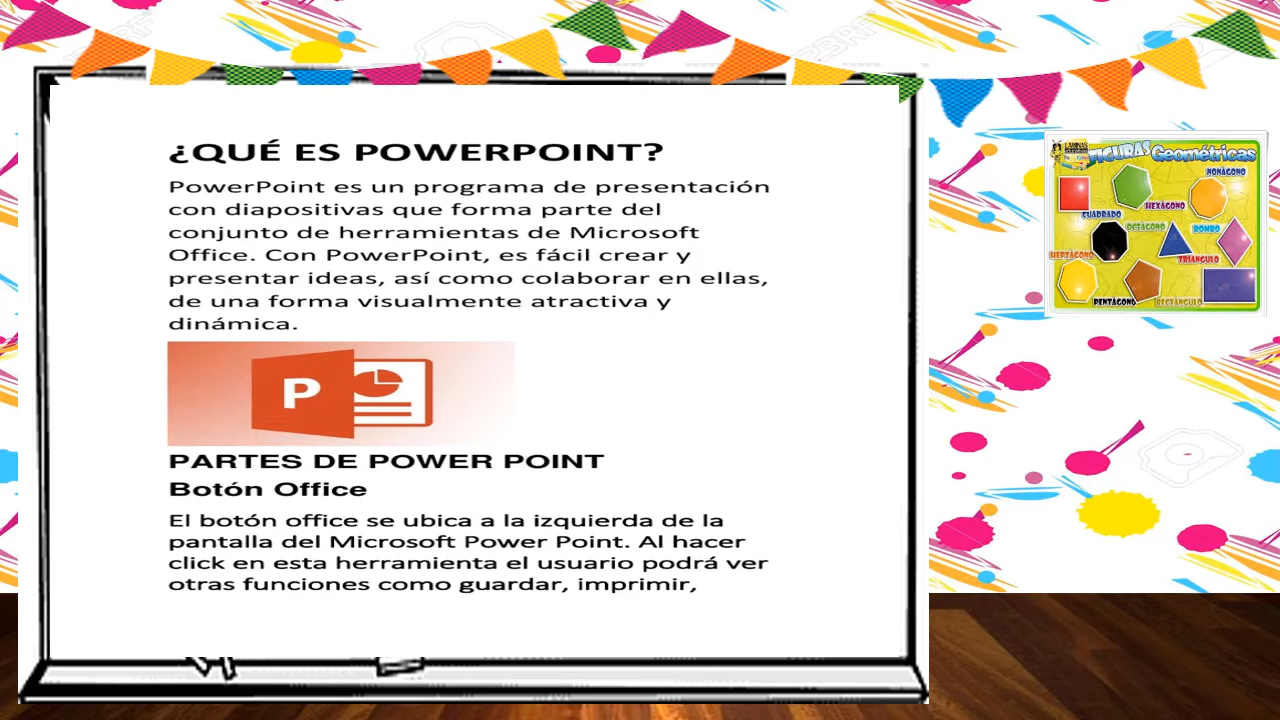 ¿QUÉ ES POWERPOINT?
PowerPoint es un programa de presentación
con diapositivas que forma parte del
conjunto de herramientas de Microsoft
Office. Con PowerPoint, es fácil crear y
presentar ideas, así como colaborar en ellas,
de una forma visualmente atractiva y
dinámica.
P
PARTES DE POWER POINT
Botón Office
El botón office se ubica a la izquierda de la
pantalla del Microsoft Power Point. Al hacer
click en esta herramienta el usuario podrá ver
otras funciones como guardar, imprimir,
LAMINAS
FIGURAS Geométricas
NONÁGONO
HEXÁGONO
CUADRADO
OCTÁGONO
ROMBO
HEPTÁGONO
TRIÁNGULO
PENTÁGONO
RECTÁNGULO